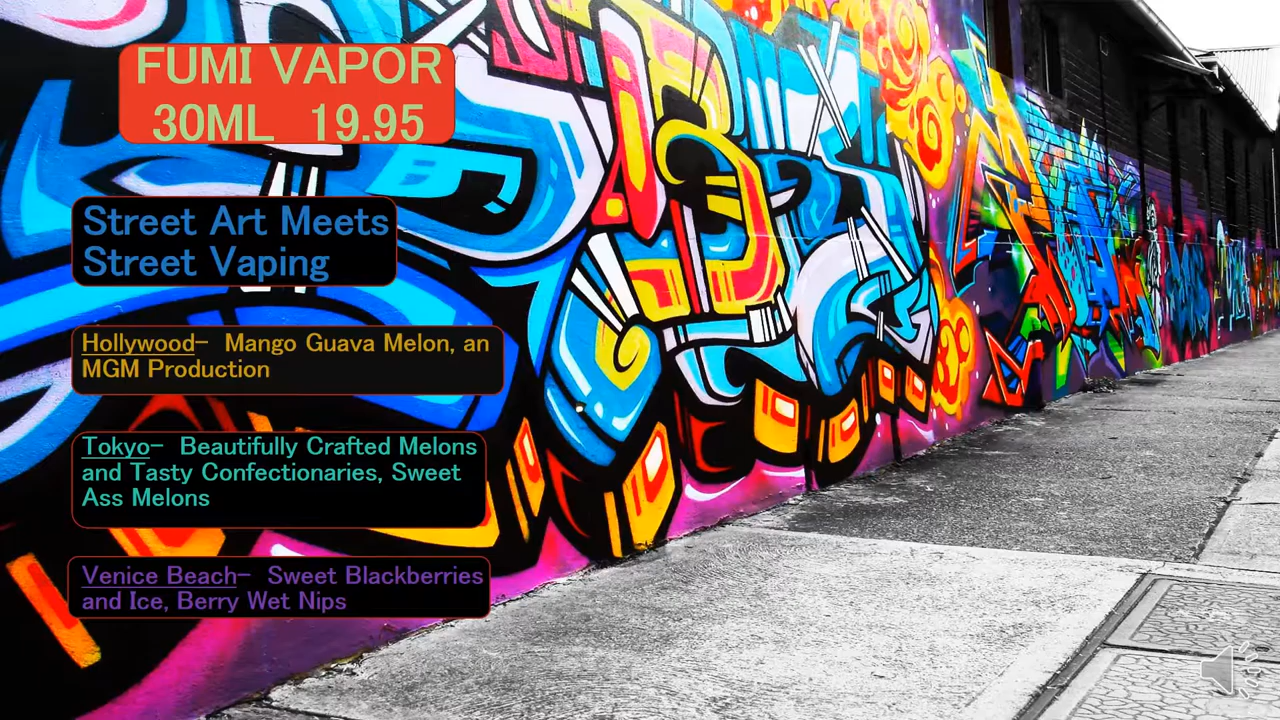 FUMI VAPOR
30ML 19.95
Street Art Meets
Street Vaping
Hollywood- Mango Guava Melon, an
MGM Production
Tokyo- Beautifully Crafted Melons
and Tasty Confectionaries, Sweet
Ass Melons
Venice Beach- Sweet Blackberries
and Ice, Berry Wet Nips